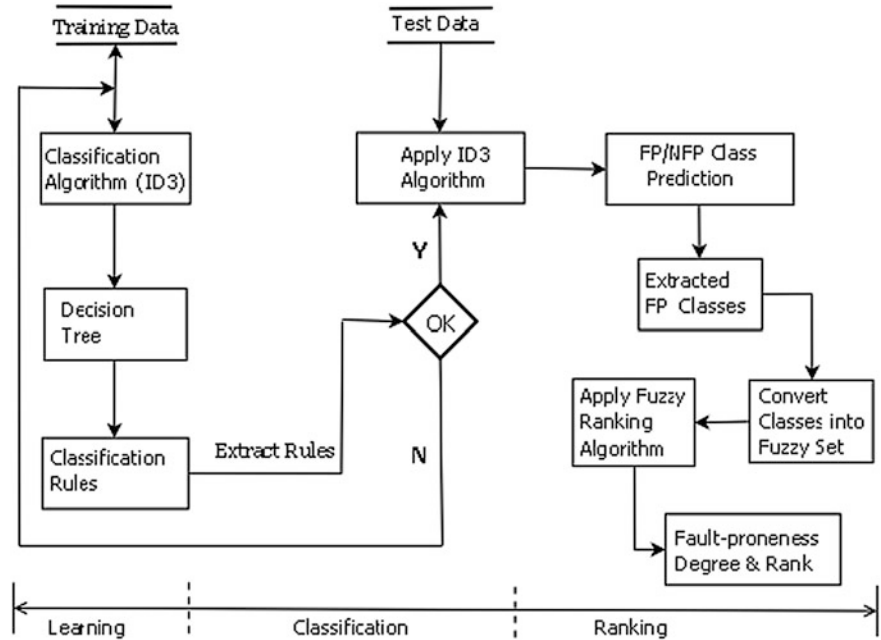 Training Data
Test Data
Classification
Algorithm (ID3)
Apply ID3
Algorithm
FP/NFP Class
Prediction
Y
Extracted
FP Classes
Decision
Tree
OK
Apply Fuzzy
Ranking
Algorithm
Convert
Classes into
Fuzzy Set
Extract Rules
N
Classification
Rules
Fault-proneness
Degree & Rank
Learning
Classification
Ranking